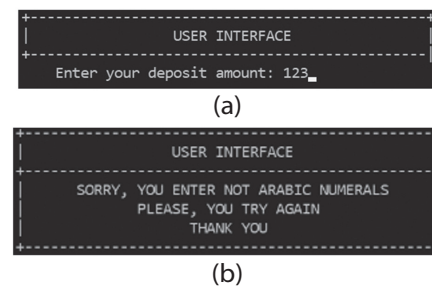 USER INTERFACE
Enter your deposit amount: 123_
(a)
USER INTERFACE
SORRY, YOU ENTER NOT ARABIC NUMERALS
PLEASE, YOU TRY AGAIN
THANK YOU
(b)